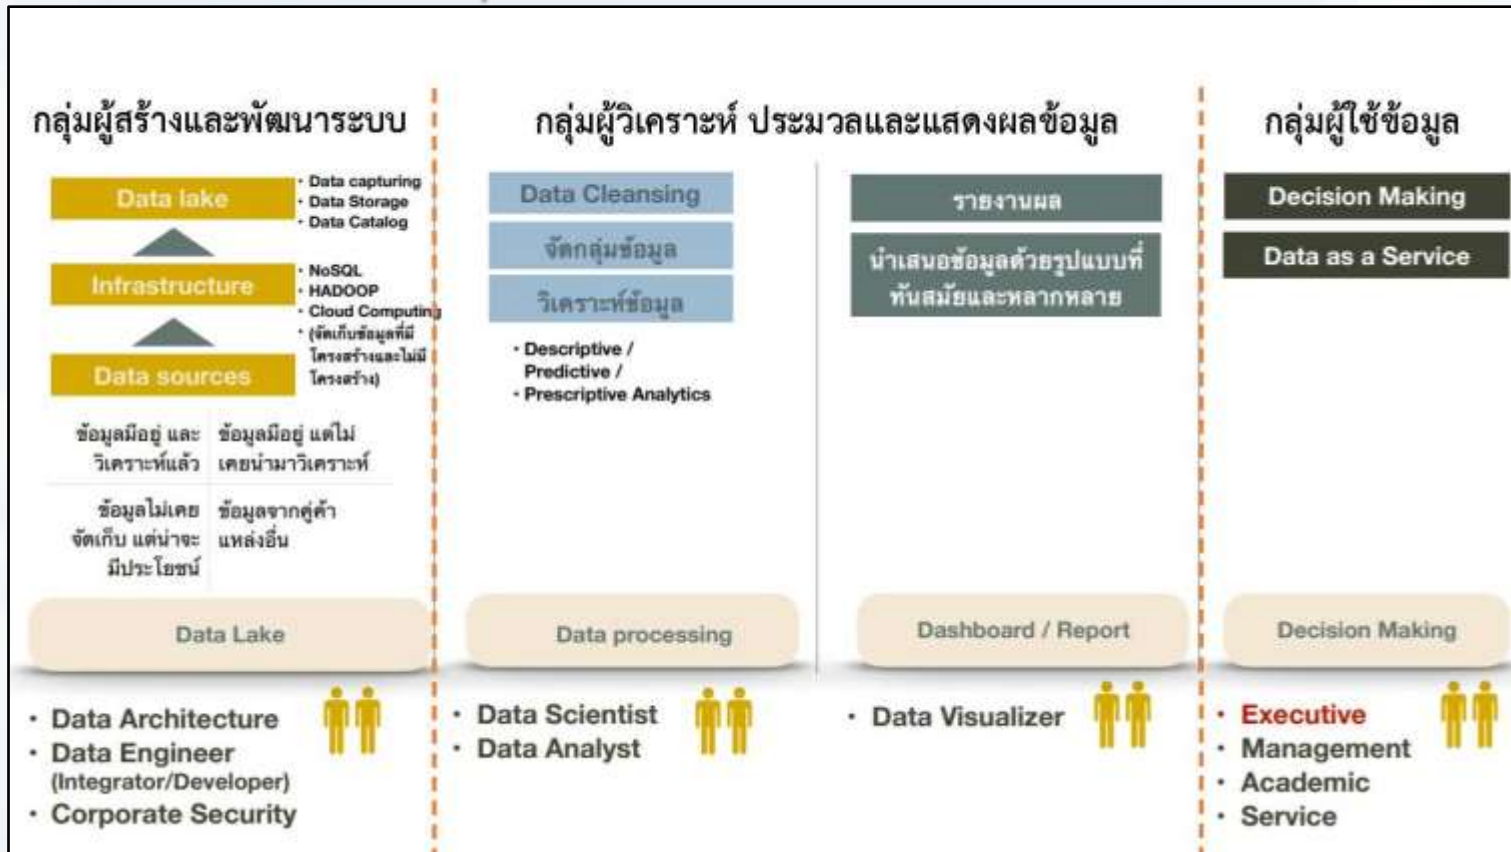 กลุ่มผู้สร้างและพัฒนาระบบ
Data lake
• Data capturing
• Data Storage
• Data Catalog
Infrastructure
• NoSQL
• HADOOP
• Cloud Computing
• (จัดเก็บข้อมูลที่มี
โครงสร้างและไม่มี
โครงสร้าง)
Data sources
ข้อมูลมีอยู่ และ
วิเคราะห์แล้ว
ข้อมูลมีอยู่ แต่ไม่
เคยนำมาวิเคราะห์
ข้อมูลไม่เคย
จัดเก็บ แต่น่าจะ
มีประโยชน์
ข้อมูลจากคู่ค้า
แหล่งอื่น
Data Lake
• Data Architecture
• Data Engineer
(Integrator/Developer)
• Corporate Security
กลุ่มผู้วิเคราะห์ ประมวลและแสดงผลข้อมูล
Data Cleansing
จัดกลุ่มข้อมูล
วิเคราะห์ข้อมูล
• Descriptive /
Predictive /
• Prescriptive Analytics
Data processing
• Data Scientist
• Data Analyst
รายงานผล
นำเสนอข้อมูลด้วยรูปแบบที่
ทันสมัยและหลากหลาย
Dashboard / Report
• Data Visualizer
กลุ่มผู้ใช้ข้อมูล
Decision Making
Data as a Service
Decision Making
• Executive
• Management
• Academic
• Service